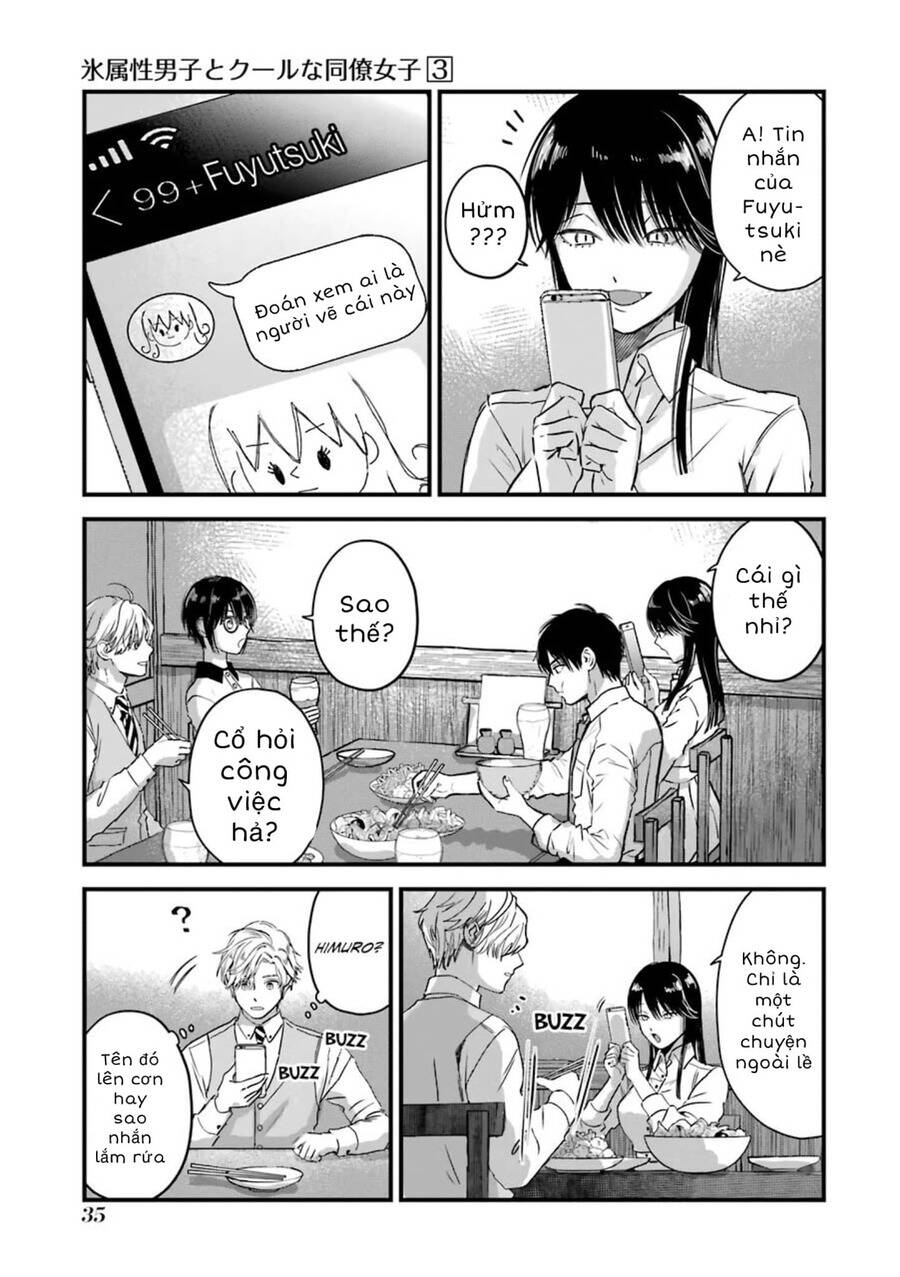 氷属性男子とクールな同僚女子 3
A! Tin
nhắn
của
Fuyu-
tsuki
nè
Hửm
???
< 99+ Fuyutsuki
Đoán xem ai là
người vẽ cái này
Cái gì
thế
nhỉ?
Sao
thế?
Cổ hỏi
công
việc
hả?
Không.
Chỉ là
một
chút
chuyện
ngoài lề
BUZZ
HIMURO?
?
BUZZ
BUZZ
Tên đó
lên cơn
hay
sao
nhắn
lắm rứa
35